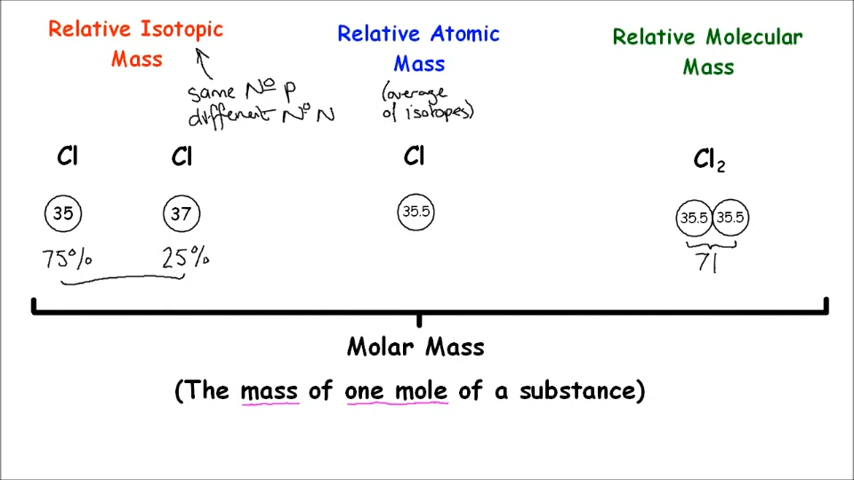 Relative Isotopic
Mass
same Nº p
different Nº N
Relative Atomic
Mass
(average
of isotopes)
Relative Molecular
Mass
Cl Cl Cl Cl₂
35 37 35.5 35.5 35.5
75% 25% 71
Molar Mass
(The mass of one mole of a substance)